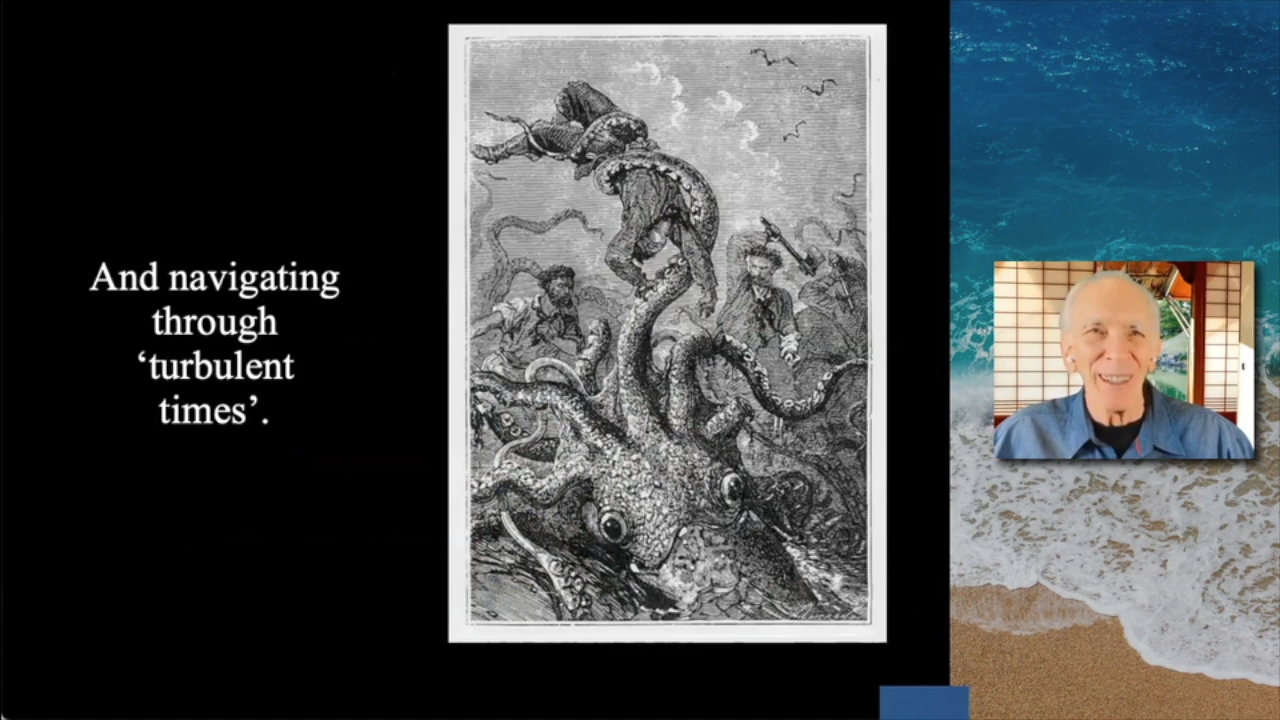 And navigating
through
‘turbulent
times’.